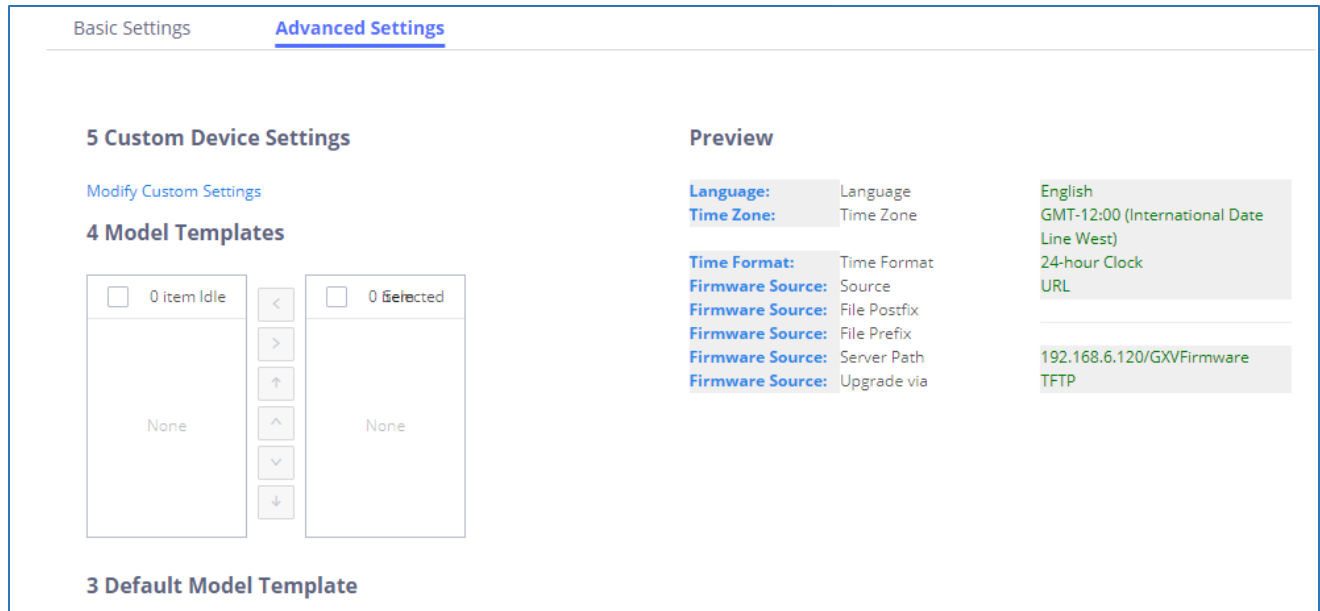 Basic Settings Advanced Settings
5 Custom Device Settings
Modify Custom Settings
4 Model Templates
0 item Idle
None
0 Selected
None
3 Default Model Template
Preview
Language: Language English
Time Zone: Time Zone GMT-12:00 (International Date
Line West)
Time Format: Time Format 24-hour Clock
Firmware Source: Source URL
Firmware Source: File Postfix
Firmware Source: File Prefix
Firmware Source: Server Path 192.168.6.120/GXVFirmware
Firmware Source: Upgrade via TFTP